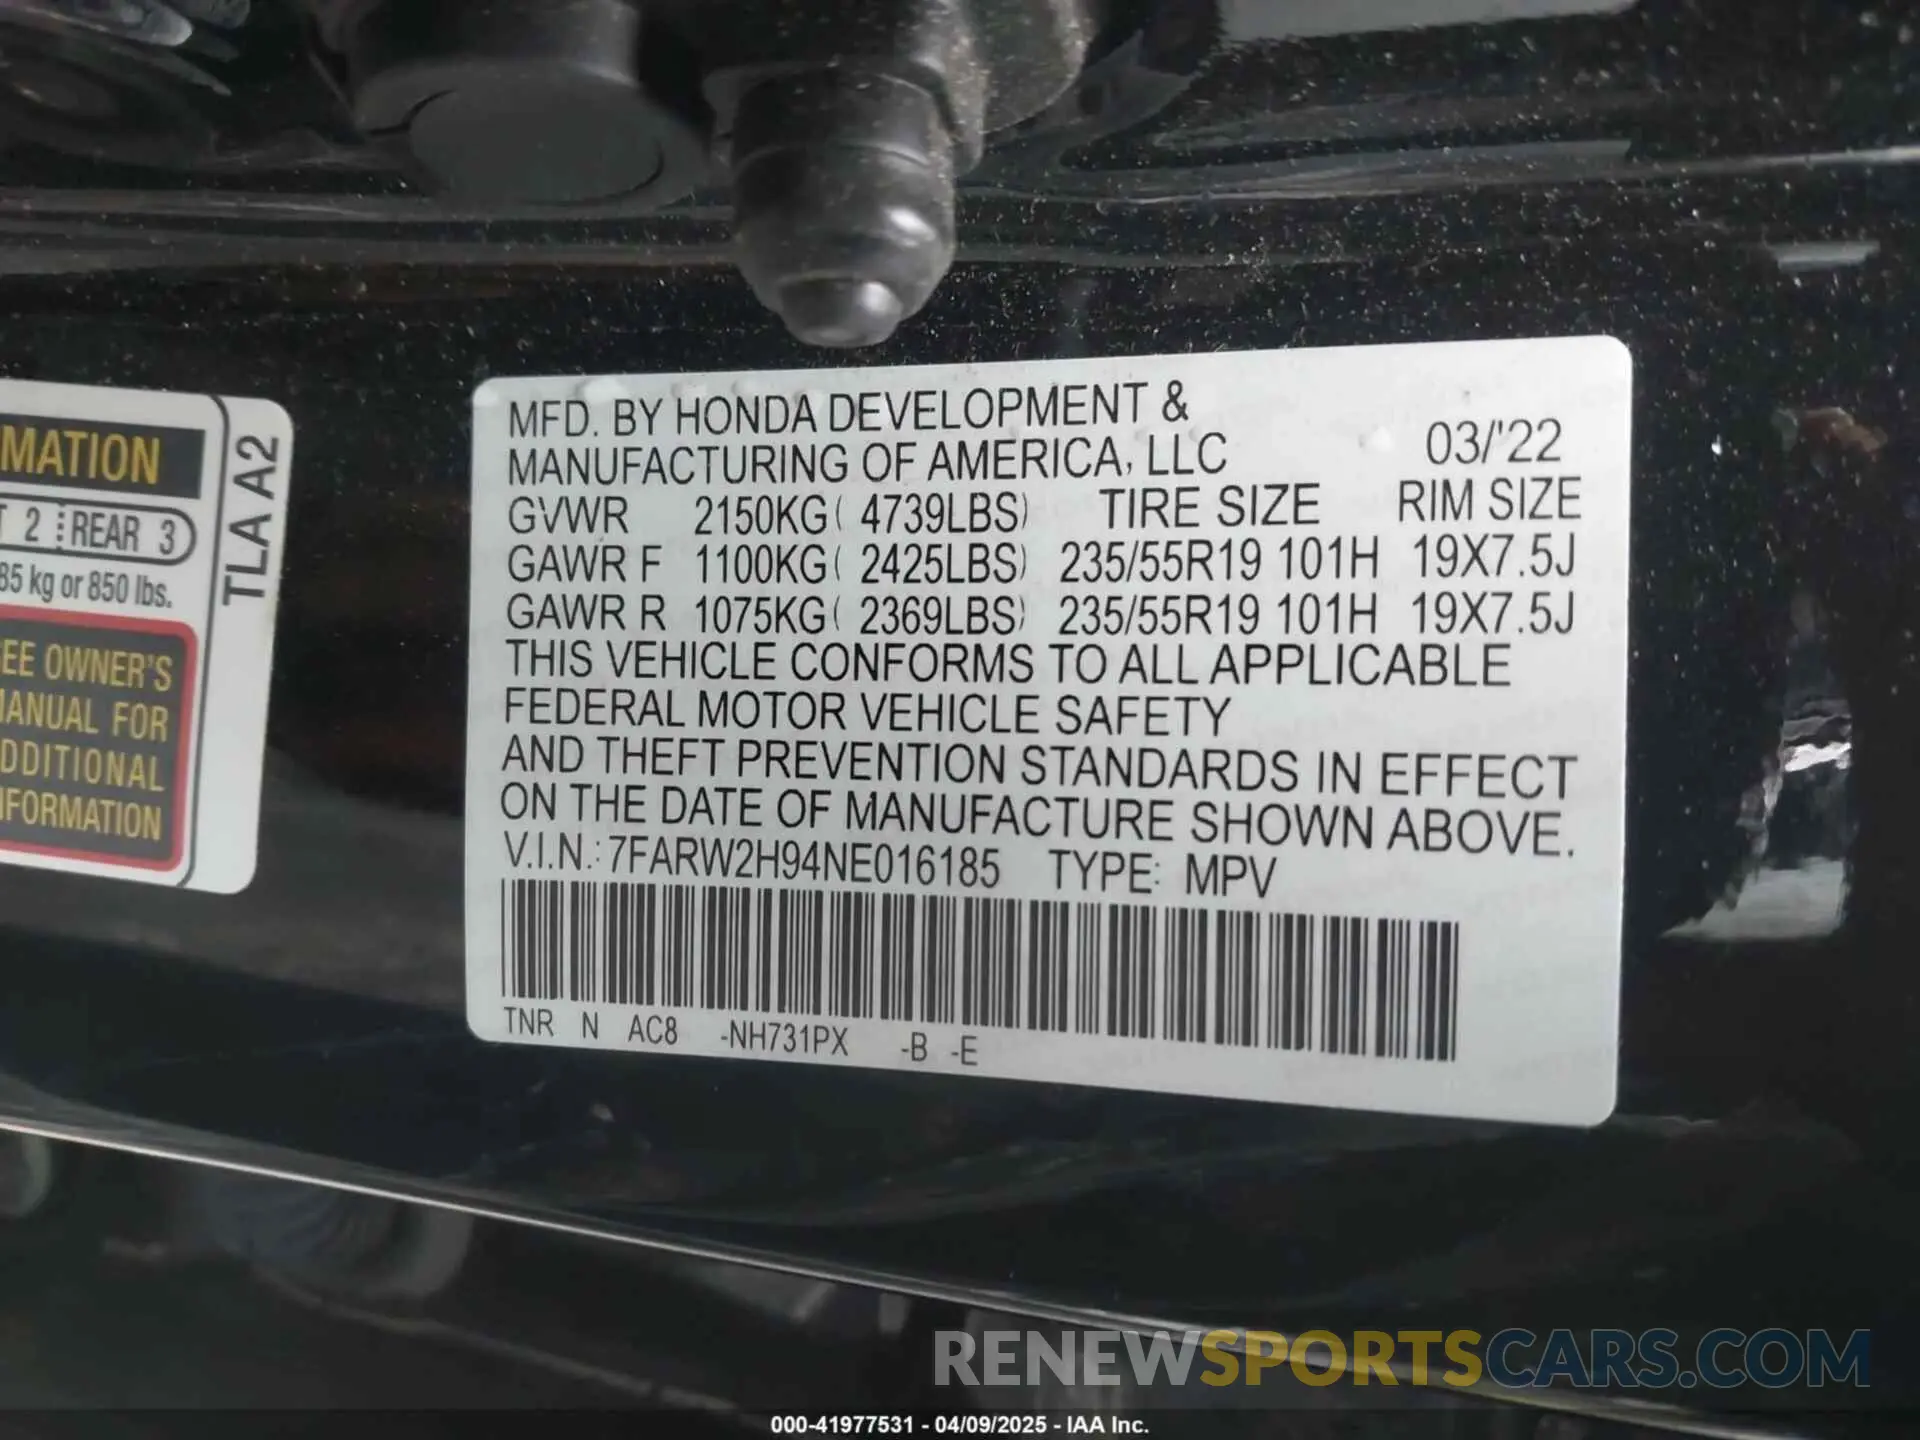 MATION
T 2 REAR 3
85 kg or 850 lbs.
EE OWNER'S
ANUAL FOR
DDITIONAL
NFORMATION
TLA A2
MFD. BY HONDA DEVELOPMENT &
MANUFACTURING OF AMERICA, LLC 03/'22
GVWR 2150KG( 4739LBS) TIRE SIZE RIM SIZE
GAWR F 1100KG( 2425LBS) 235/55R19 101H 19X7.5J
GAWR R 1075KG( 2369LBS) 235/55R19 101H 19X7.5J
THIS VEHICLE CONFORMS TO ALL APPLICABLE
FEDERAL MOTOR VEHICLE SAFETY
AND THEFT PREVENTION STANDARDS IN EFFECT
ON THE DATE OF MANUFACTURE SHOWN ABOVE.
V.I.N.: 7FARW2H94NE016185 TYPE: MPV
TNR N AC8 -NH731PX -B -E
RENEWSPORTSCARS.COM
000-41977531 - 04/09/2025 - IAA Inc.